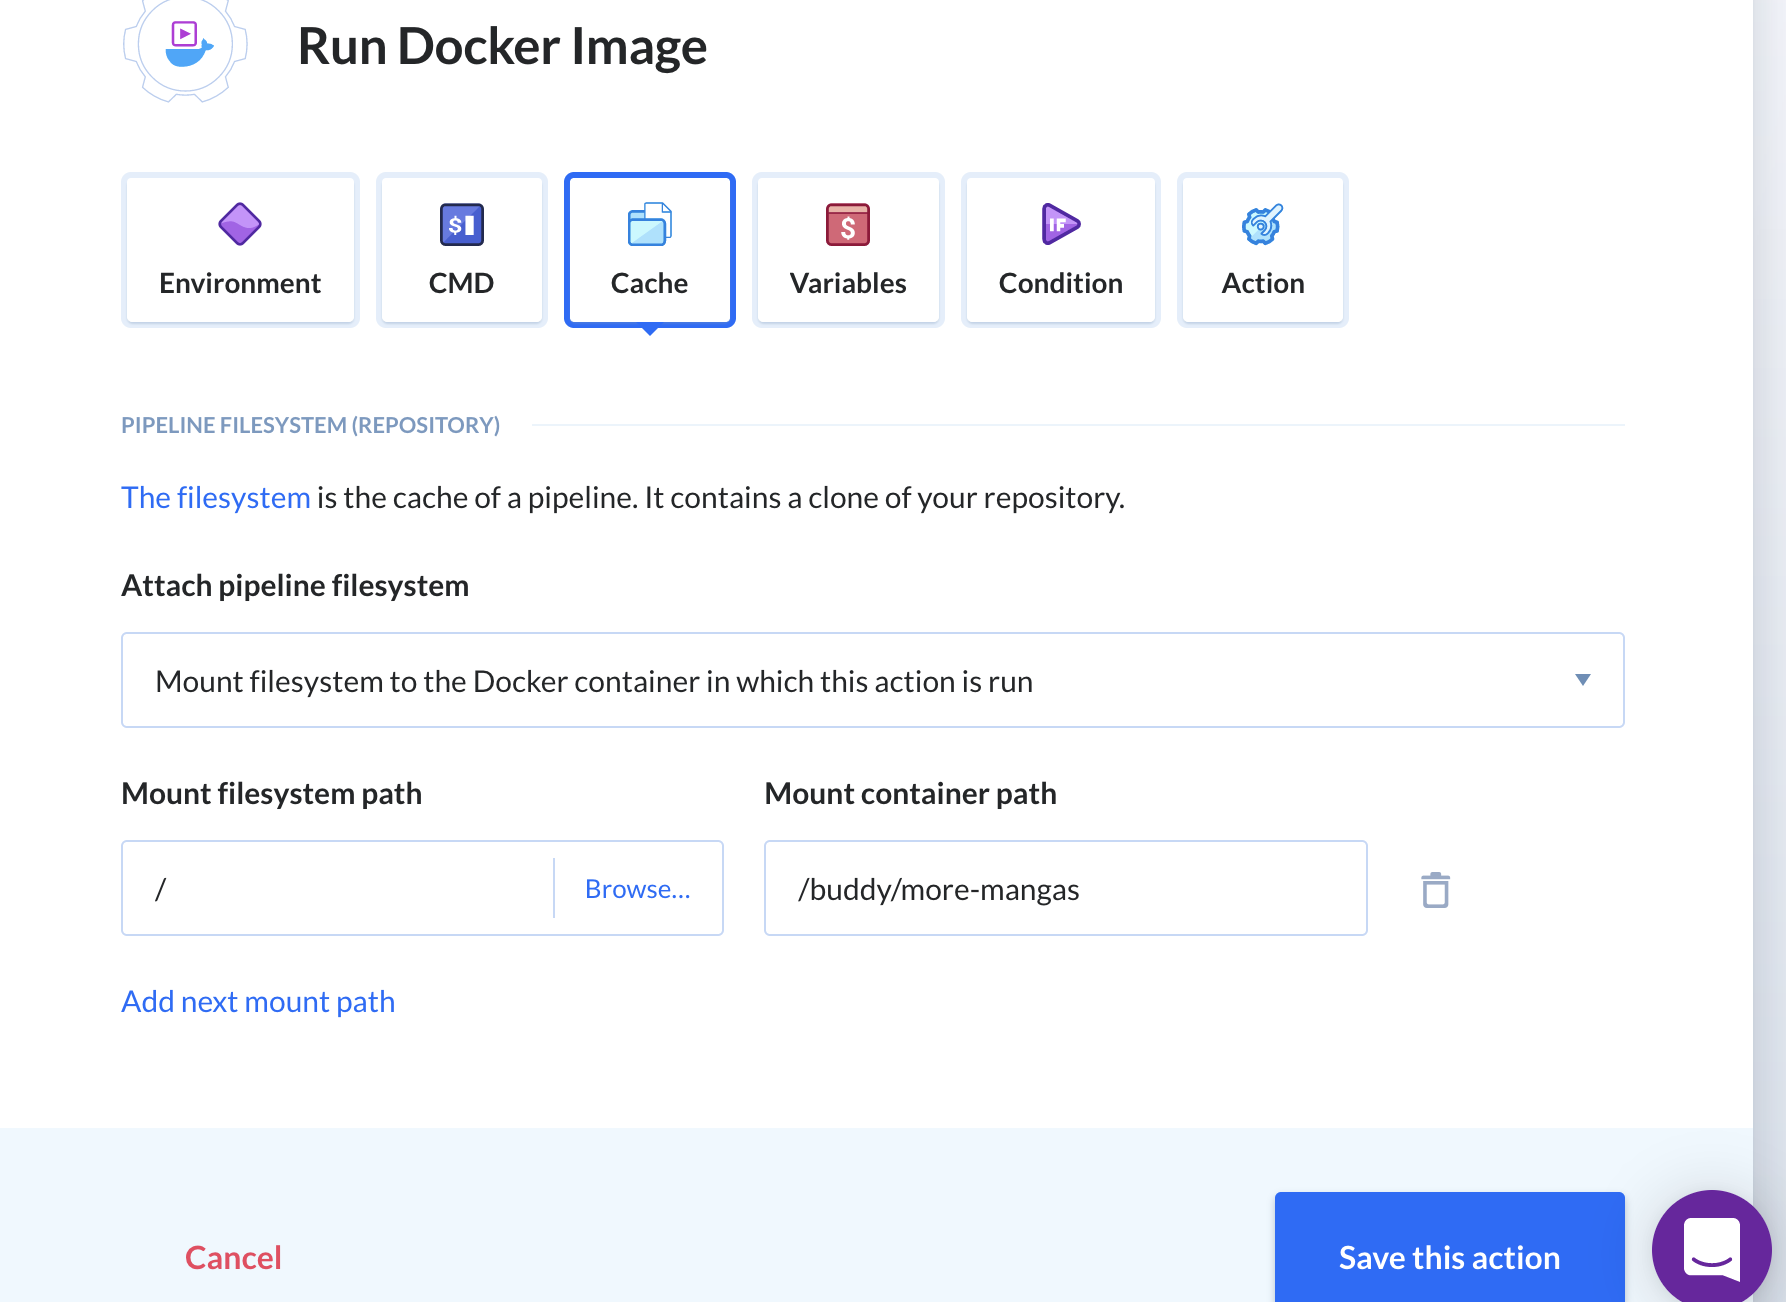 Run Docker Image
Environment
$
CMD
Cache
$
Variables
IF
Condition
Action
PIPELINE FILESYSTEM (REPOSITORY)
The filesystem is the cache of a pipeline. It contains a clone of your repository.
Attach pipeline filesystem
Mount filesystem to the Docker container in which this action is run
Mount filesystem path
Mount container path
/
Browse...
/buddy/more-mangas
Add next mount path
Cancel
Save this action